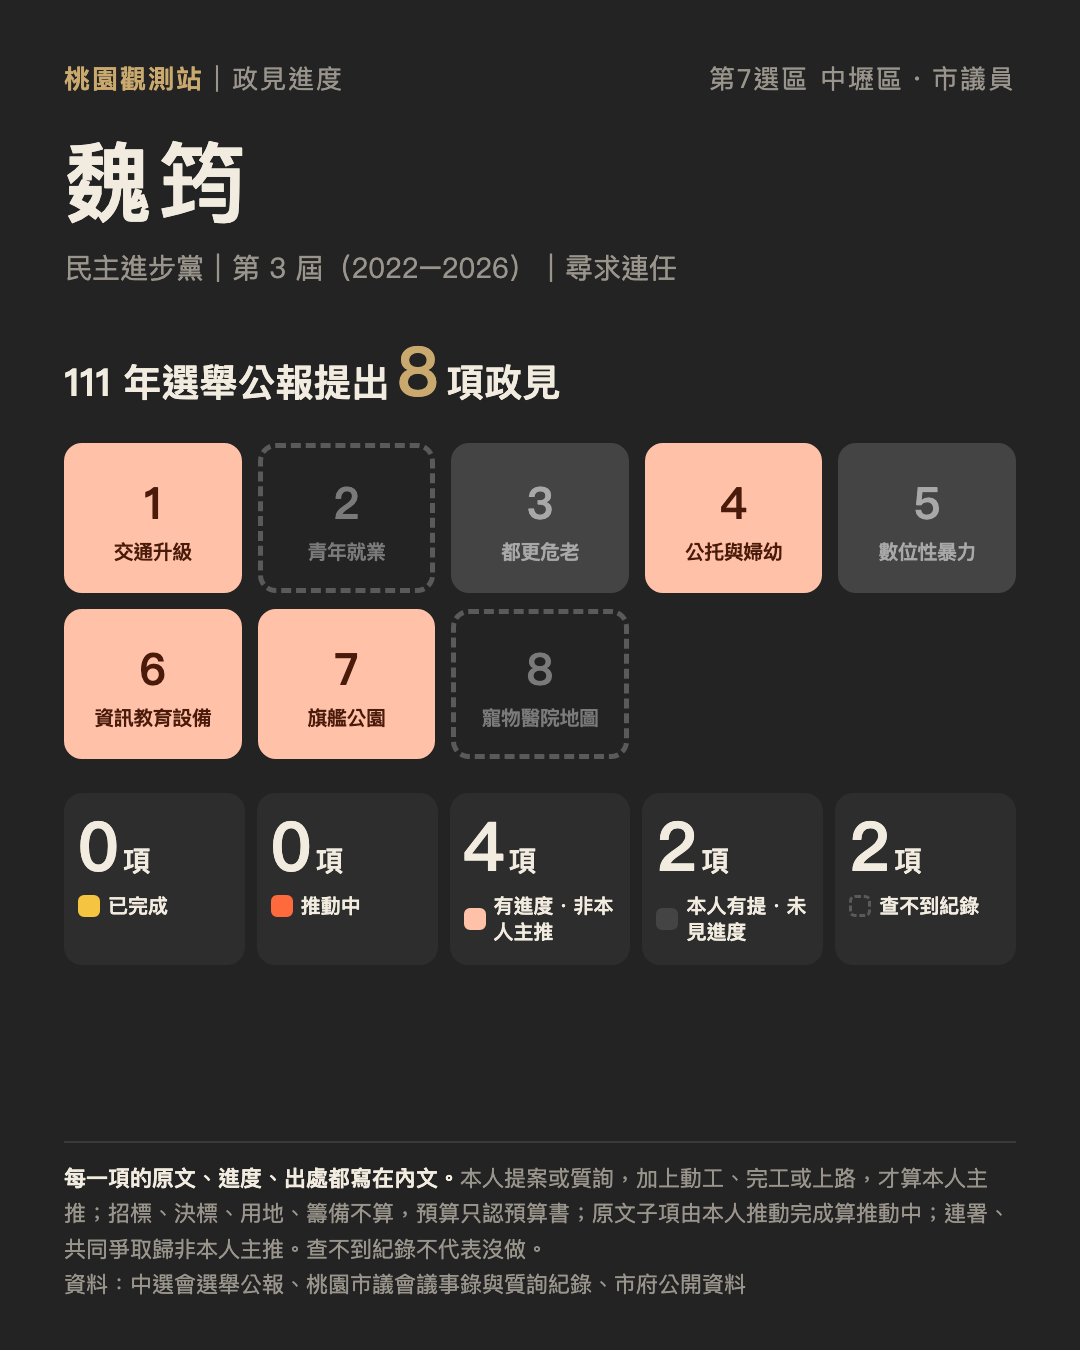 桃園觀測站｜政見進度
第7選區 中壢區・市議員
魏筠
民主進步黨｜第 3 屆（2022—2026）｜尋求連任
111 年選舉公報提出 8 項政見
1
交通升級
2
青年就業
3
都更危老
4
公托與婦幼
5
數位性暴力
6
資訊教育設備
7
旗艦公園
8
寵物醫院地圖
0項
已完成
0項
推動中
4項
有進度・非本
人主推
2項
本人有提・未
見進度
2項
查不到紀錄
每一項的原文、進度、出處都寫在內文。本人提案或質詢，加上動工、完工或上路，才算本人主
推；招標、決標、用地、籌備不算，預算只認預算書；原文子項由本人推動完成算推動中；連署、
共同爭取歸非本人主推。查不到紀錄不代表沒做。
資料：中選會選舉公報、桃園市議會議事錄與質詢紀錄、市府公開資料